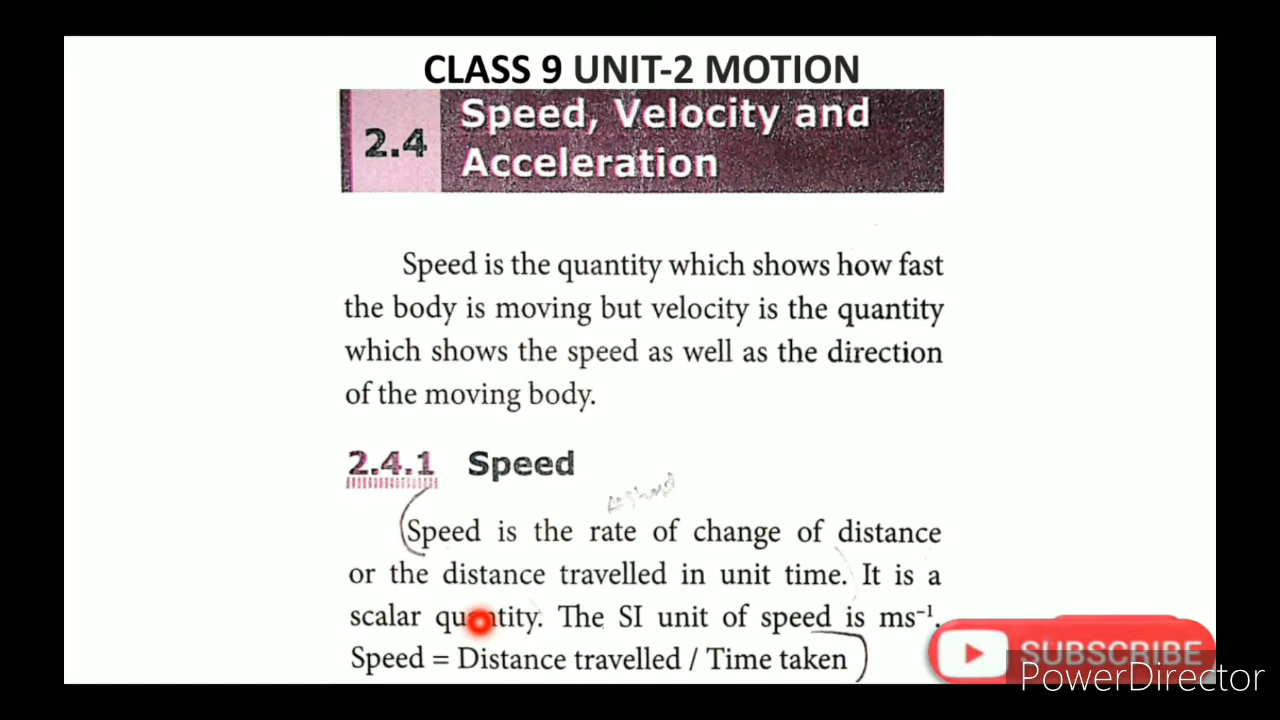 CLASS 9 UNIT-2 MOTION
2.4
Speed, Velocity and
Acceleration
Speed is the quantity which shows how fast
the body is moving but velocity is the quantity
which shows the speed as well as the direction
of the moving body.
2.4.1 Speed
Speed is the rate of change of distance
or the distance travelled in unit time. It is a
scalar quantity. The SI unit of speed is ms⁻¹.
Speed = Distance travelled / Time taken
SUBSCRIBE
PowerDirector